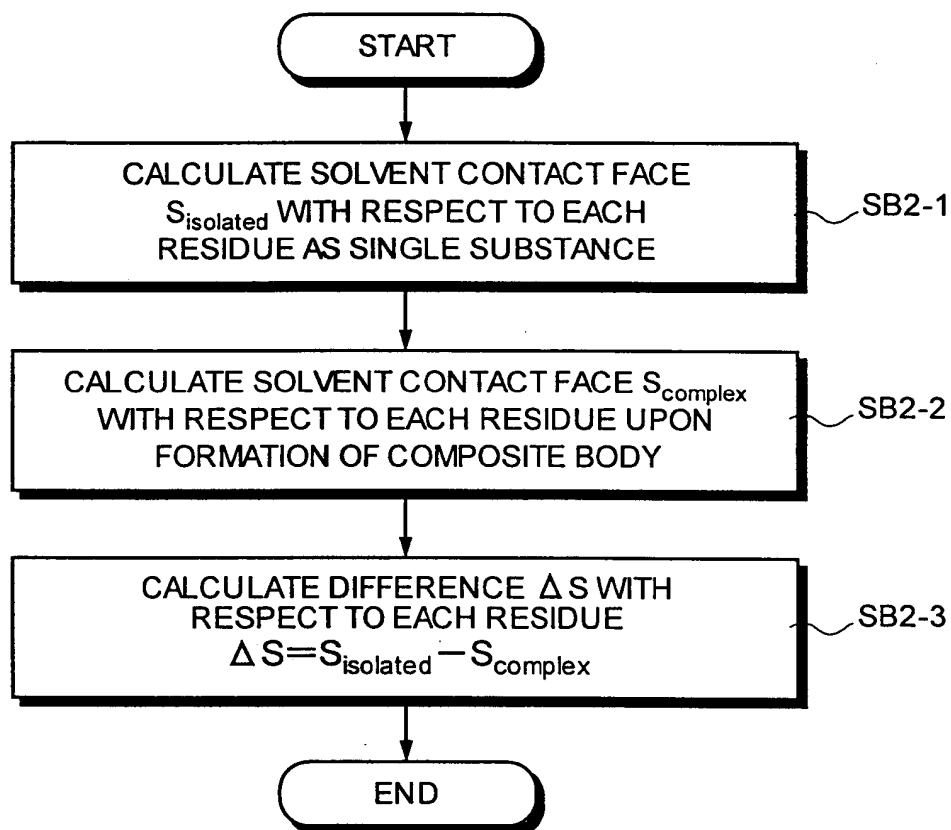 START
CALCULATE SOLVENT CONTACT FACE
S_isolated WITH RESPECT TO EACH
RESIDUE AS SINGLE SUBSTANCE
SB2-1
CALCULATE SOLVENT CONTACT FACE S_complex
WITH RESPECT TO EACH RESIDUE UPON
FORMATION OF COMPOSITE BODY
SB2-2
CALCULATE DIFFERENCE ΔS WITH
RESPECT TO EACH RESIDUE
ΔS=S_isolated−S_complex
SB2-3
END